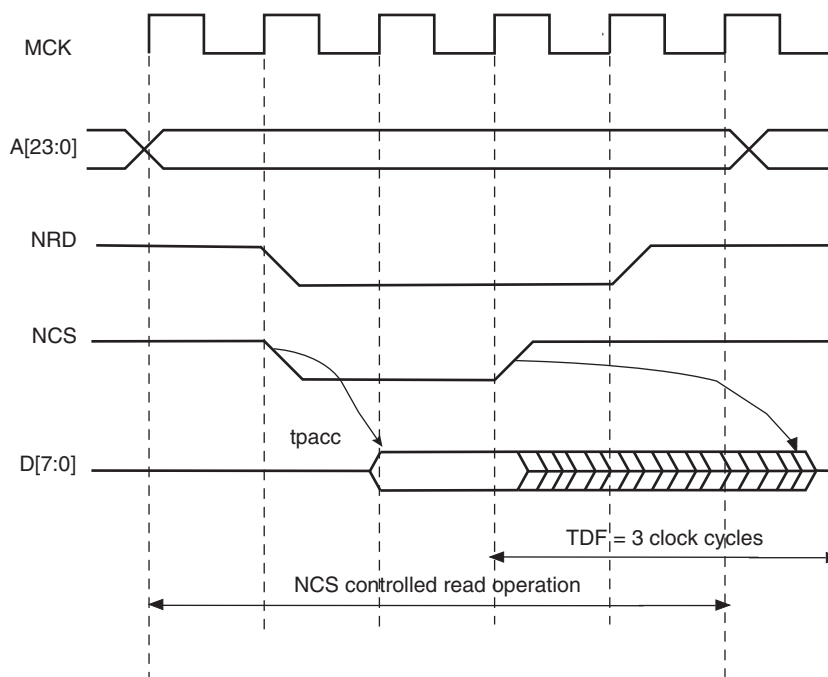 MCK
A[23:0]
NRD
NCS
tpacc
D[7:0]
TDF = 3 clock cycles
NCS controlled read operation